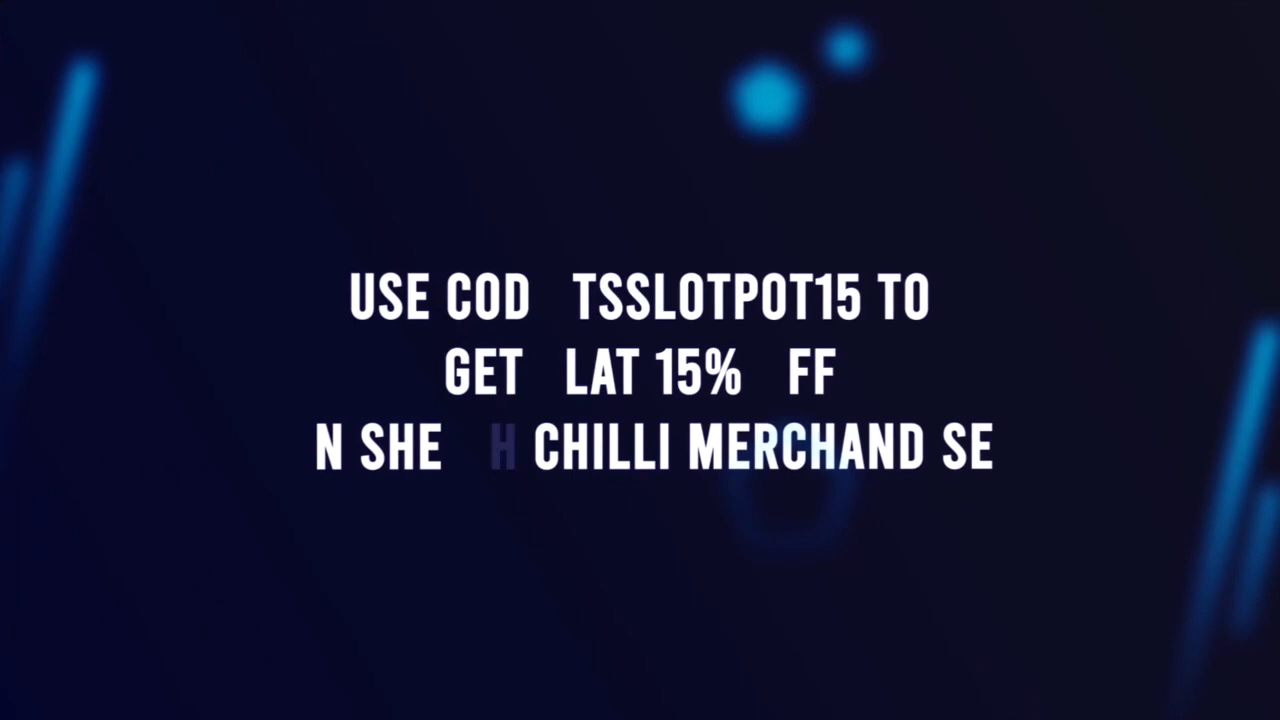 USE COD TSSLOTPOT15 TO
GET LAT 15% FF
N SHE H CHILLI MERCHAND SE